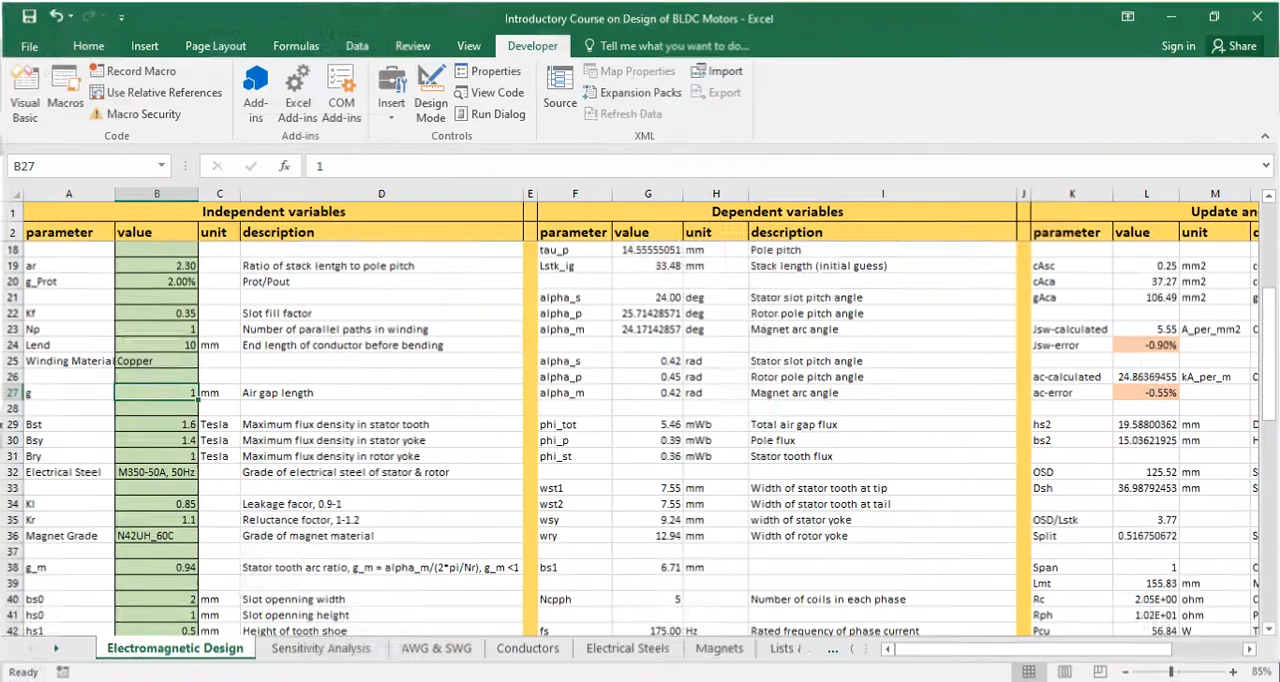 Introductory Course on Design of BLDC Motors - Excel
File Home Insert Page Layout Formulas Data Review View Developer Tell me what you want to do... Sign in Share
Visual Basic
Macros
Record Macro
Use Relative References
Macro Security
Code
Add-ins
Excel Add-ins
COM Add-ins
Add-ins
Insert
Design Mode
Properties
View Code
Run Dialog
Controls
Source
Map Properties
Expansion Packs
Refresh Data
Import
Export
XML
B27 fx 1
A B C D E F G H I J K L M
1 Independent variables Dependent variables Update an
2 parameter value unit description parameter value unit description parameter value unit
18 tau_p 14.55555051 mm Pole pitch
19 ar 2.30 Ratio of stack lentgh to pole pitch Lstk_ig 33.48 mm Stack length (initial guess) cAsc 0.25 mm2
20 g_Prot 2.00% Prot/Pout cAca 37.27 mm2
21 alpha_s 24.00 deg Stator slot pitch angle gAca 106.49 mm2
22 Kf 0.35 Slot fill factor alpha_p 25.71428571 deg Rotor pole pitch angle
23 Np 1 Number of parallel paths in winding alpha_m 24.17142857 deg Magnet arc angle Jsw-calculated 5.55 A_per_mm2
24 Lend 10 mm End length of conductor before bending Jsw-error -0.90%
25 Winding Material Copper alpha_s 0.42 rad Stator slot pitch angle
26 alpha_p 0.45 rad Rotor pole pitch angle ac-calculated 24.86369455 kA_per_m
27 g 1 mm Air gap length alpha_m 0.42 rad Magnet arc angle ac-error -0.55%
28
29 Bst 1.6 Tesla Maximum flux density in stator tooth phi_tot 5.46 mWb Total air gap flux hs2 19.58800362 mm
30 Bsy 1.4 Tesla Maximum flux density in stator yoke phi_p 0.39 mWb Pole flux bs2 15.03621925 mm
31 Bry 1 Tesla Maximum flux density in rotor yoke phi_st 0.36 mWb Stator tooth flux
32 Electrical Steel M350-50A, 50Hz Grade of electrical steel of stator & rotor OSD 125.52 mm
33 wst1 7.55 mm Width of stator tooth at tip Dsh 36.98792453 mm
34 Kl 0.85 Leakage facor, 0.9-1 wst2 7.55 mm Width of stator tooth at tail
35 Kr 1.1 Reluctance foctor, 1-1.2 wsy 9.24 mm width of stator yoke OSD/Lstk 3.77
36 Magnet Grade N42UH_60C Grade of magnet material wry 12.94 mm Width of rotor yoke Split 0.516750672
37
38 g_m 0.94 Stator tooth arc ratio, g_m = alpha_m/(2*pi/Nr), g_m <1 bs1 6.71 mm Span 1
39 Lmt 155.83 mm
40 bs0 2 mm Slot openning width Ncpph 5 Number of coils in each phase Rc 2.05E+00 ohm
41 hs0 1 mm Slot openning height Rph 1.02E+01 ohm
42 hs1 0.5 mm Height of tooth shoe fs 175.00 Hz Rated frequency of phase current Pcu 56.84 W
Electromagnetic Design Sensitivity Analysis AWG & SWG Conductors Electrical Steels Magnets Lists ...
Ready 85%